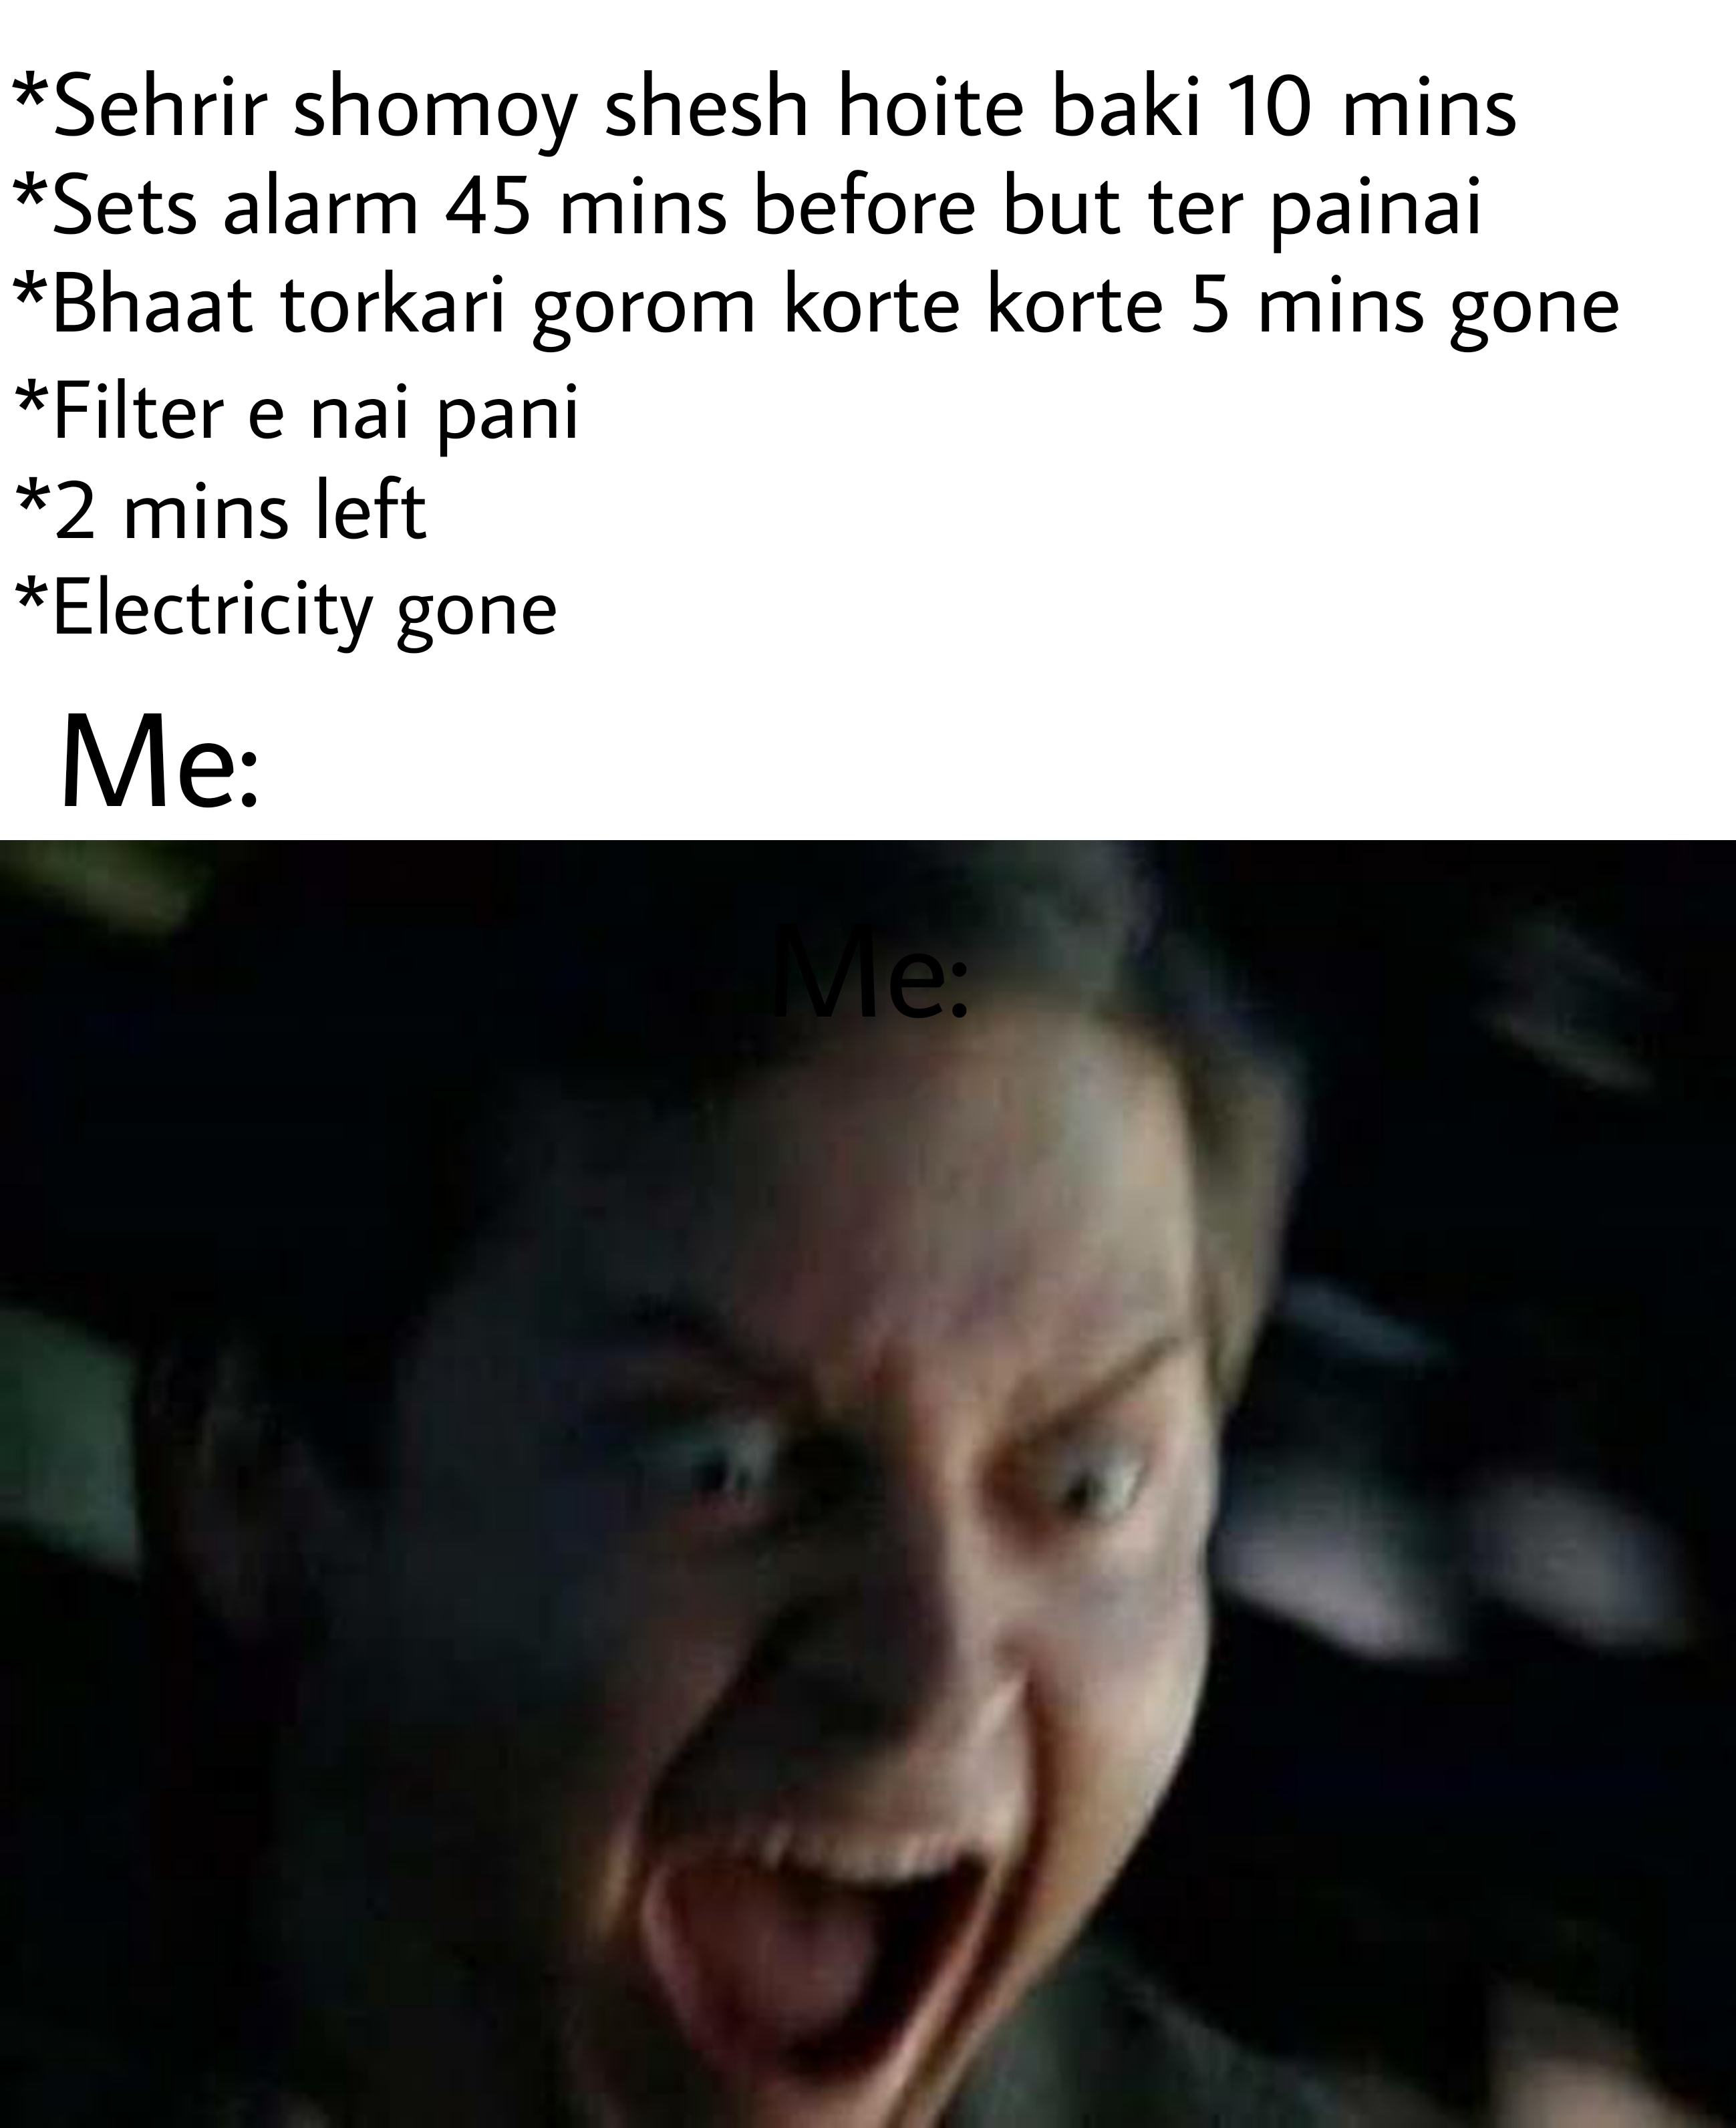 *Sehrir shomoy shesh hoite baki 10 mins
*Sets alarm 45 mins before but ter painai
*Bhaat torkari gorom korte korte 5 mins gone
*Filter e nai pani
*2 mins left
*Electricity gone
Me:
Me: